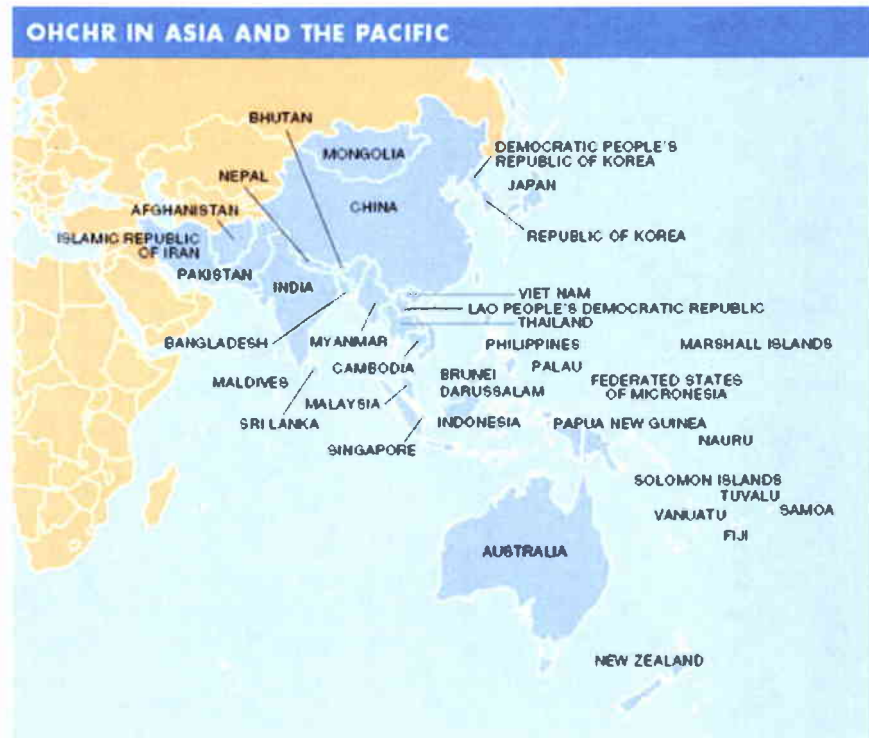 OHCHR IN ASIA AND THE PACIFIC
BHUTAN
MONGOLIA
DEMOCRATIC PEOPLE'S
REPUBLIC OF KOREA
NEPAL
JAPAN
AFGHANISTAN
CHINA
ISLAMIC REPUBLIC
OF IRAN
REPUBLIC OF KOREA
PAKISTAN
INDIA
VIET NAM
LAO PEOPLE'S DEMOCRATIC REPUBLIC
THAILAND
BANGLADESH
MYANMAR
PHILIPPINES
MARSHALL ISLANDS
CAMBODIA
PALAU
MALDIVES
BRUNEI
DARUSSALAM
FEDERATED STATES
OF MICRONESIA
MALAYSIA
SRI LANKA
INDONESIA
PAPUA NEW GUINEA
NAURU
SINGAPORE
SOLOMON ISLANDS
TUVALU
VANUATU
SAMOA
FIJI
AUSTRALIA
NEW ZEALAND